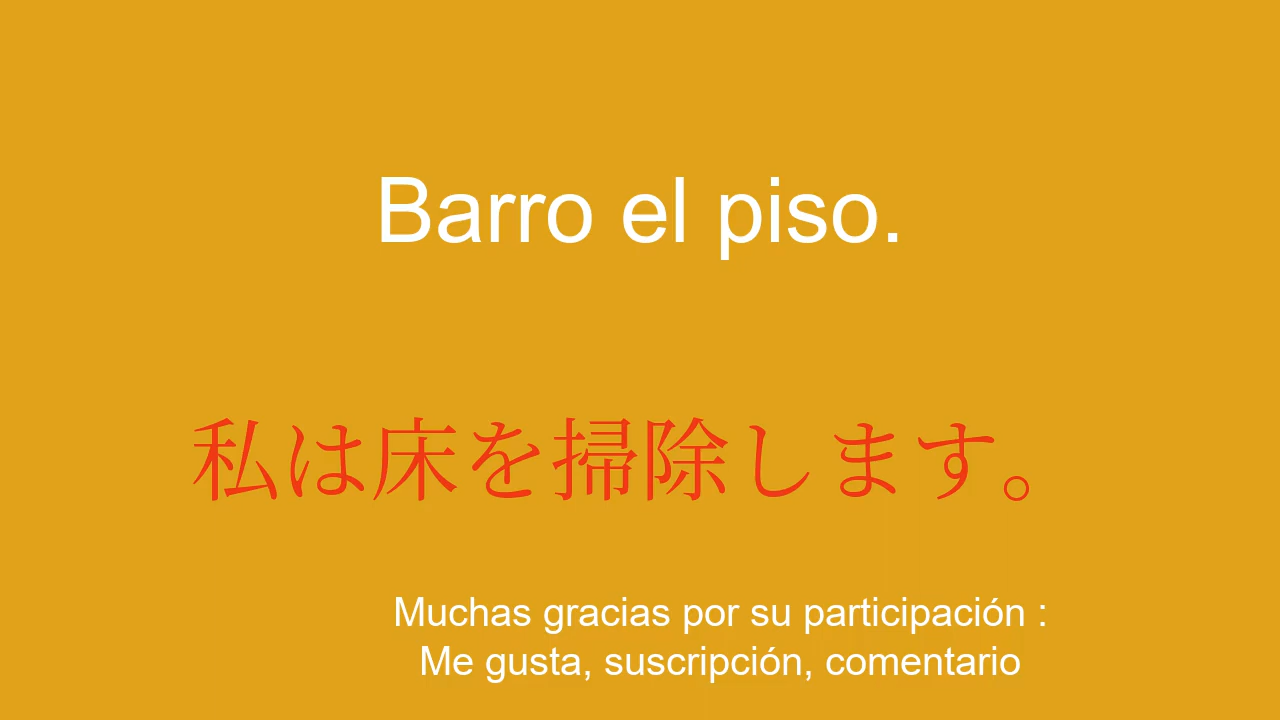 Barro el piso.
私は床を掃除します。
Muchas gracias por su participación :
Me gusta, suscripción, comentario